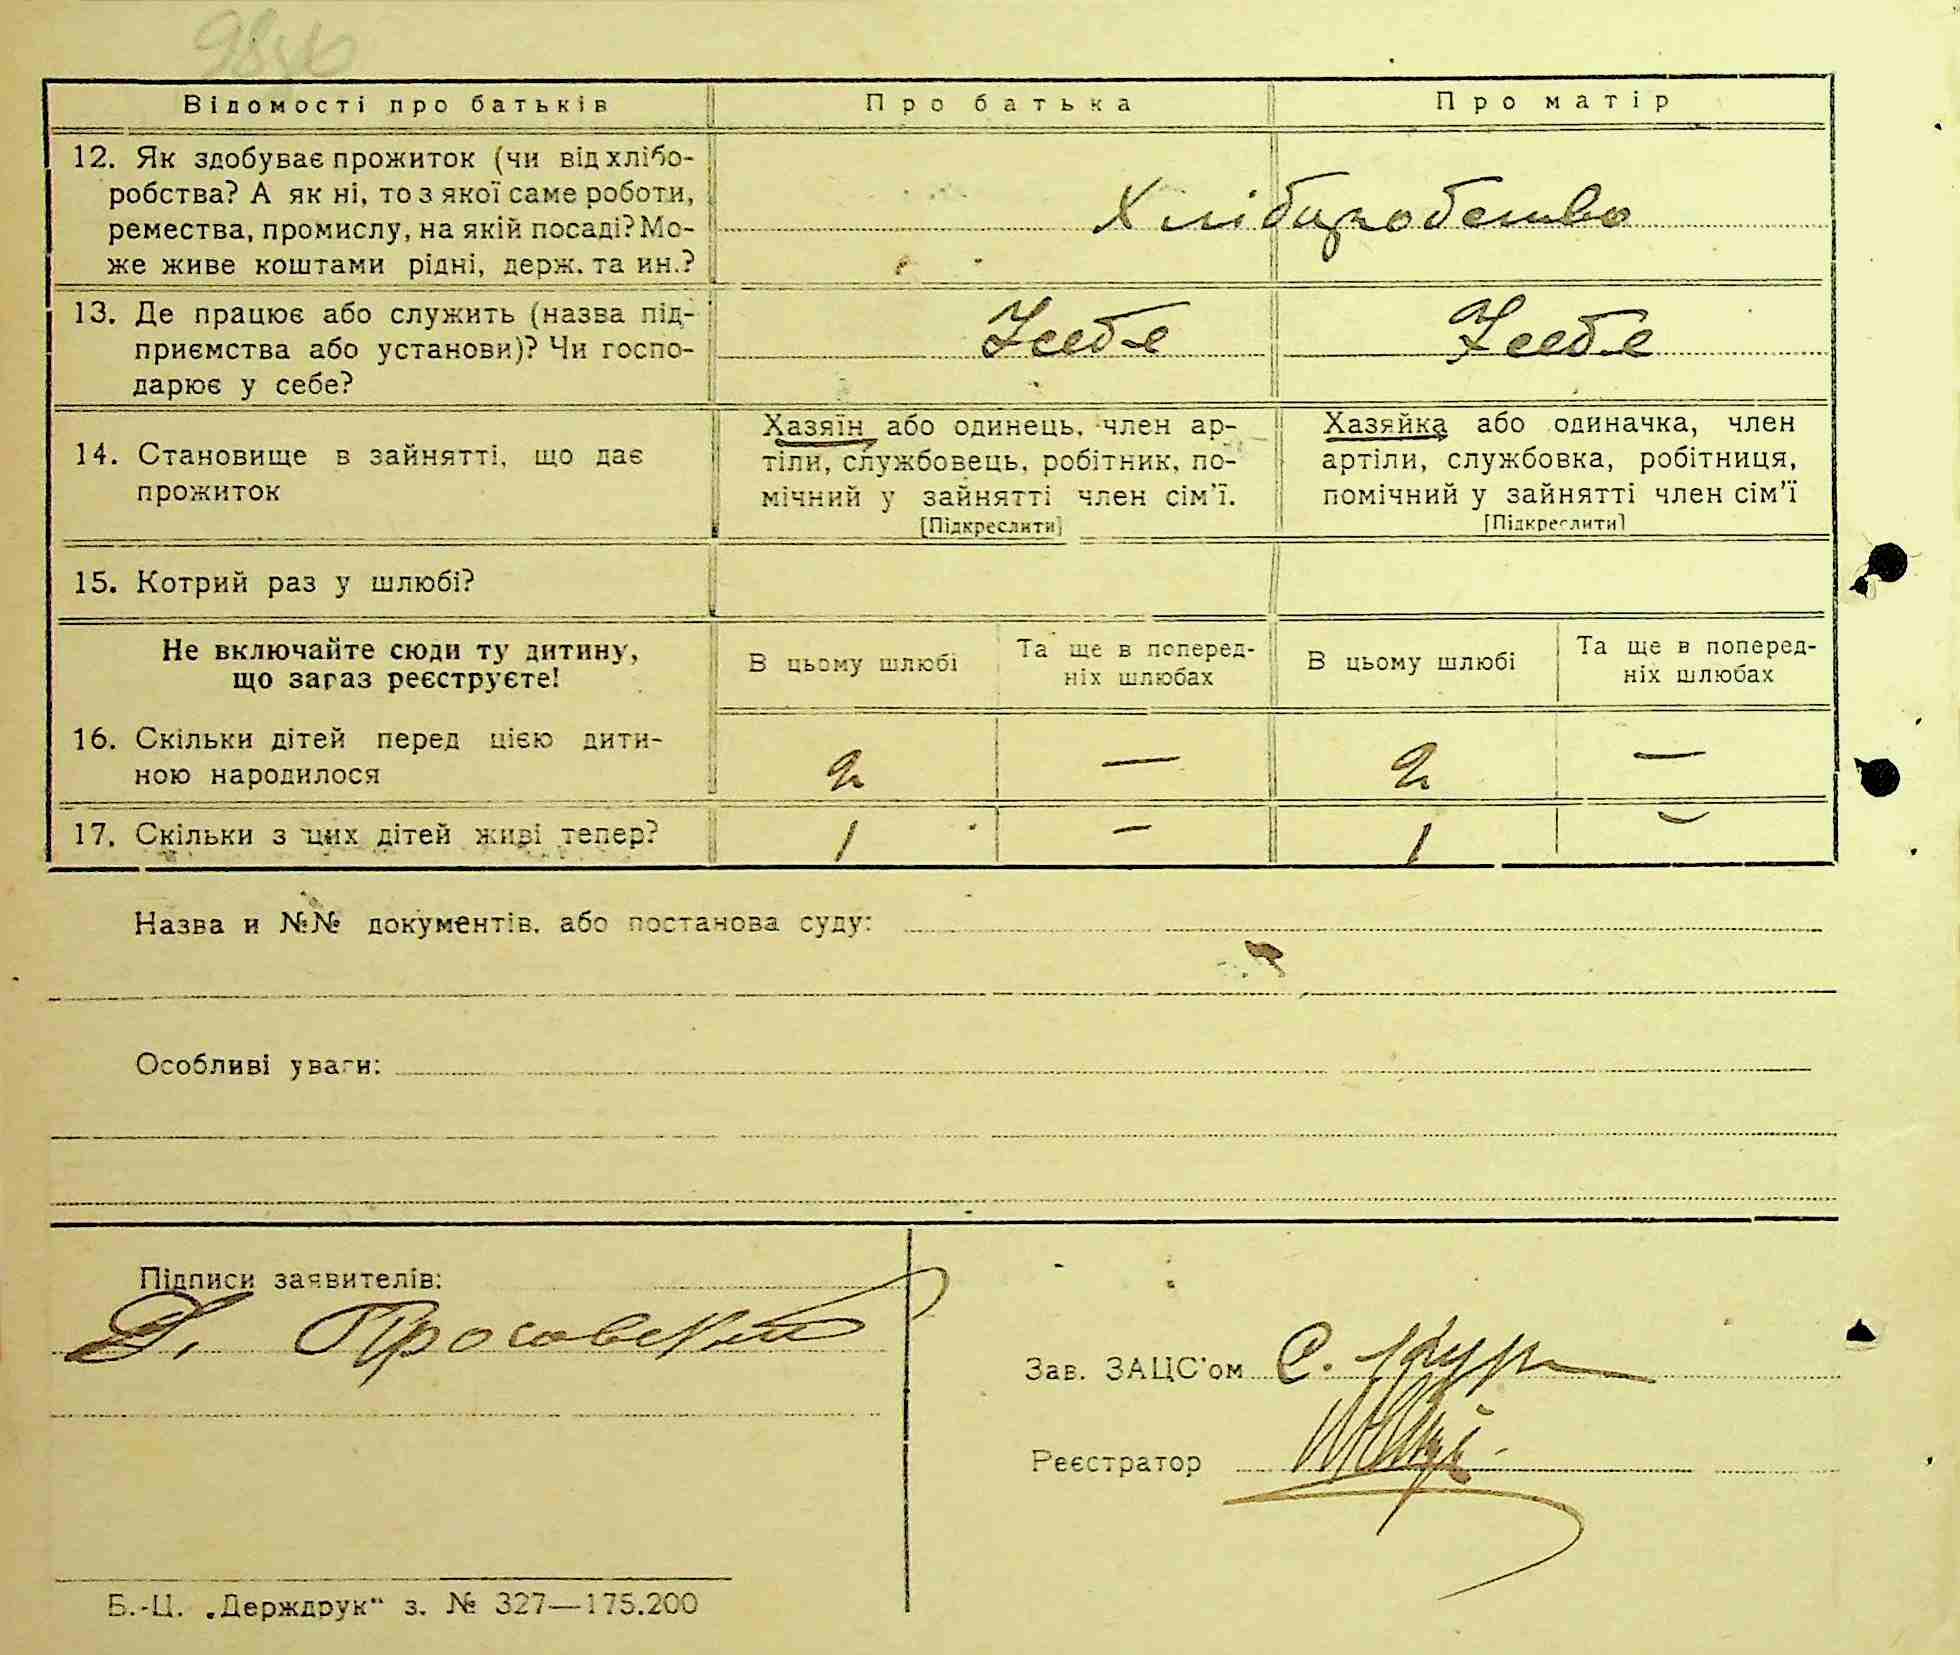 Відомості про батьків Про батька Про матір
12. Як здобуває прожиток (чи від хлібо-
робства? А як ні, то з якої саме роботи,
ремества, промислу, на якій посаді? Мо-
же живе коштами рідні, держ. та ин.?
Хліборобство
13. Де працює або служить (назва під-
приємства або установи)? Чи госпо-
дарює у себе?
У себе У себе
14. Становище в зайнятті, що дає
прожиток
Хазяїн або одинець, член ар-
тіли, службовець, робітник, по-
мічний у зайнятті член сім'ї.
[Підкреслити]
Хазяйка або одиначка, член
артіли, службовка, робітниця,
помічний у зайнятті член сім'ї
[Підкреслити]
15. Котрий раз у шлюбі?
Не включайте сюди ту дитину,
що зараз реєструєте!
В цьому шлюбі
Та ще в поперед-
ніх шлюбах
В цьому шлюбі
Та ще в поперед-
ніх шлюбах
16. Скільки дітей перед цією дити-
ною народилося
2 — 2 —
17. Скільки з цих дітей живі тепер? 1 — 1 —
Назва и №№ документів, або постанова суду:
Особливі уваги:
Підписи заявителів:
Зав. ЗАЦС'ом С.
Реєстратор
Б.-Ц. „Держдрук“ з. № 327—175.200